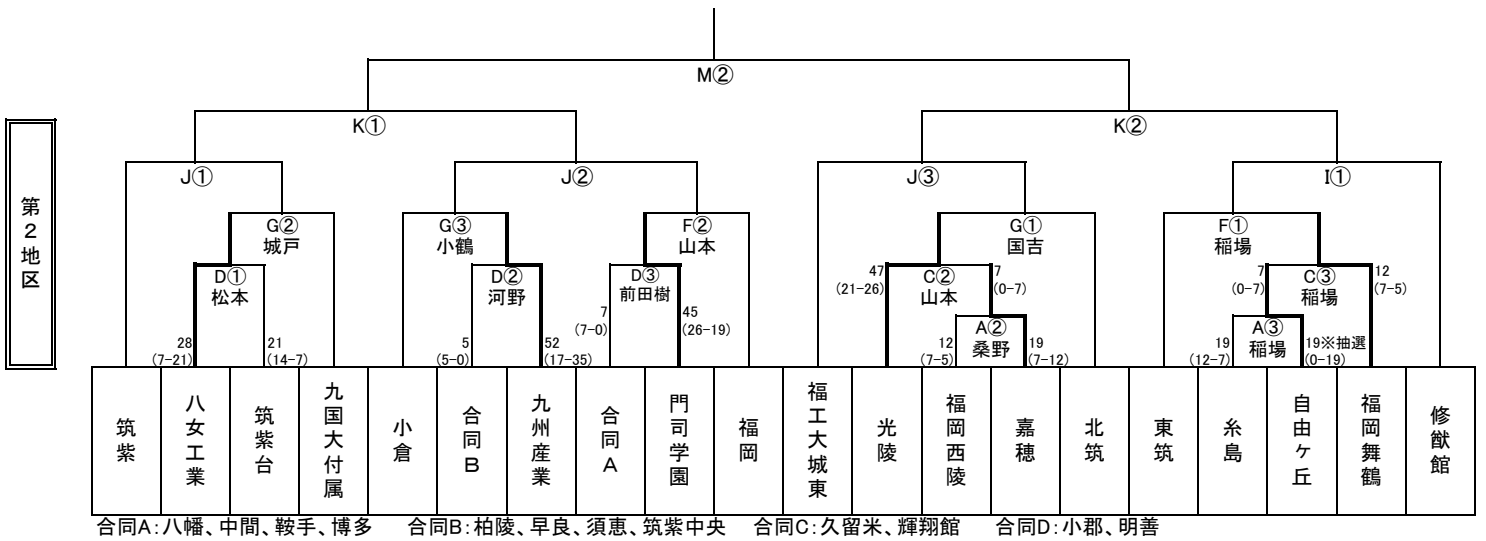 M②
K①
K②
J①
J②
J③
I①
第2地区
G②
城戸
G③
小鶴
F②
山本
G①
国吉
F①
稲場
D①
松本
D②
河野
D③
前田樹
47
(21-26)
C②
山本
7
(0-7)
7
(0-7)
C③
稲場
12
(7-5)
28
(7-21)
21
(14-7)
5
(5-0)
52
(17-35)
7
(7-0)
45
(26-19)
12
(7-5)
A②
桑野
19
(7-12)
19
(12-7)
A③
稲場
19※抽選
(0-19)
筑紫
八女工業
筑紫台
九国大付属
小倉
合同B
九州産業
合同A
門司学園
福岡
福工大城東
光陵
福岡西陵
嘉穂
北筑
東筑
糸島
自由ヶ丘
福岡舞鶴
修猷館
合同A:八幡、中間、鞍手、博多　　合同B:柏陵、早良、須恵、筑紫中央　　合同C:久留米、輝翔館　　合同D:小郡、明善